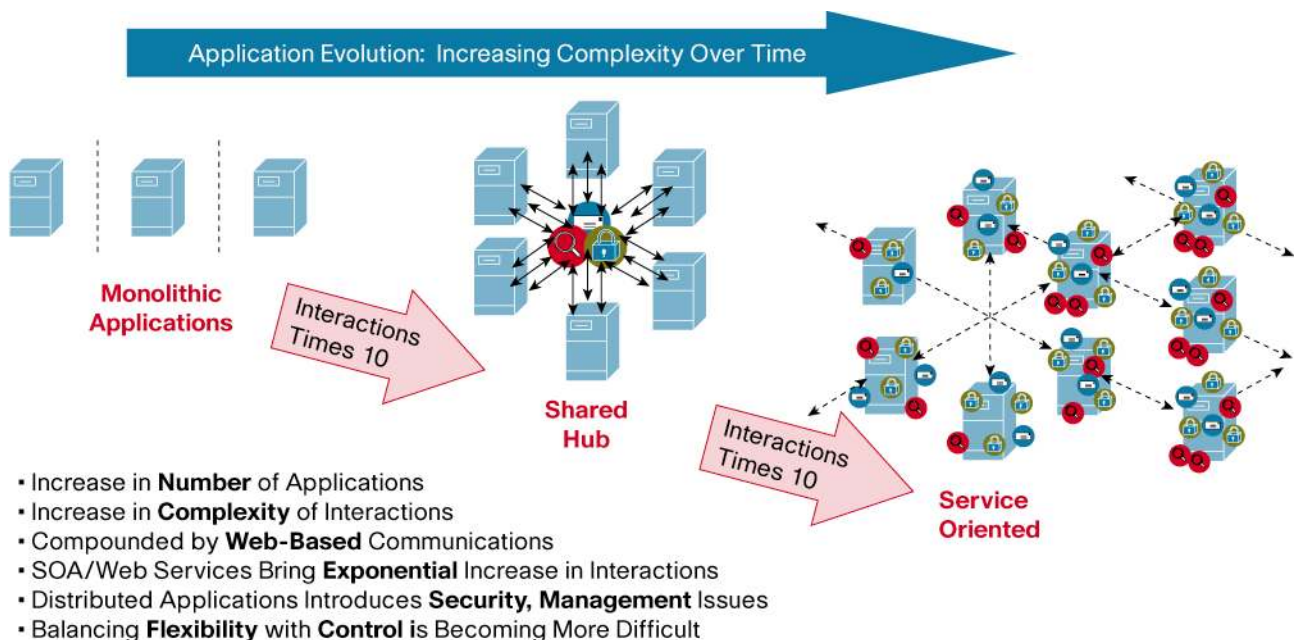 Application Evolution: Increasing Complexity Over Time
Monolithic
Applications
Interactions
Times 10
Shared
Hub
Interactions
Times 10
Service
Oriented
▪ Increase in Number of Applications
▪ Increase in Complexity of Interactions
▪ Compounded by Web-Based Communications
▪ SOA/Web Services Bring Exponential Increase in Interactions
▪ Distributed Applications Introduces Security, Management Issues
▪ Balancing Flexibility with Control is Becoming More Difficult